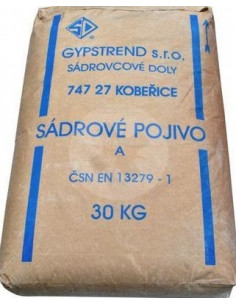 GYPSTREND s.r.o.
SÁDROVCOVÉ DOLY
747 27 KOBEŘICE
SÁDROVÉ POJIVO
A
ČSN EN 13279 - 1
30 KG